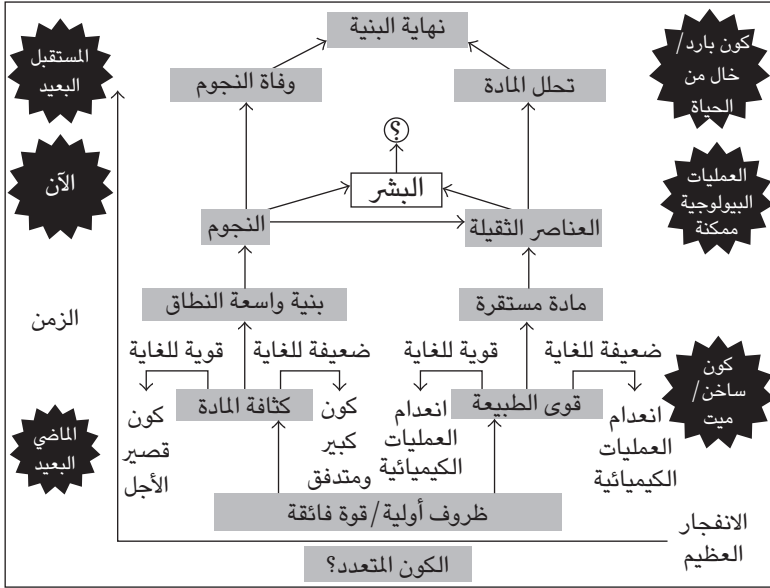 نهاية البنية
كون بارد/
خال من
الحياة
المستقبل
البعيد
تحلل المادة
وفاة النجوم
؟
الآن
البشر
العمليات
البيولوجية
ممكنة
العناصر الثقيلة
النجوم
مادة مستقرة
بنية واسعة النطاق
الزمن
ضعيفة للغاية
قوية للغاية
ضعيفة للغاية
قوية للغاية
كون
ساخن/
ميت
قوى الطبيعة
كثافة المادة
انعدام
العمليات
الكيميائية
انعدام
العمليات
الكيميائية
كون
كبير
ومتدفق
كون
قصير
الأجل
الماضي
البعيد
ظروف أولية/قوة فائقة
الانفجار
العظيم
الكون المتعدد؟